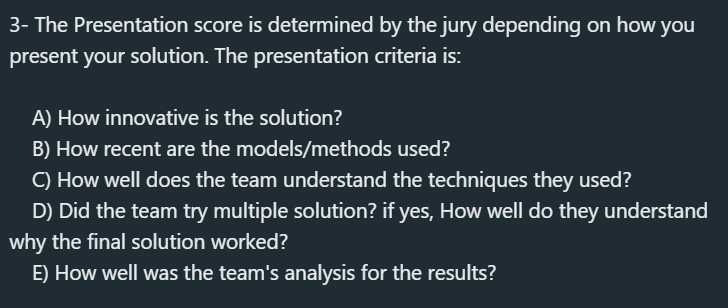 3- The Presentation score is determined by the jury depending on how you
present your solution. The presentation criteria is:
A) How innovative is the solution?
B) How recent are the models/methods used?
C) How well does the team understand the techniques they used?
D) Did the team try multiple solution? if yes, How well do they understand
why the final solution worked?
E) How well was the team's analysis for the results?